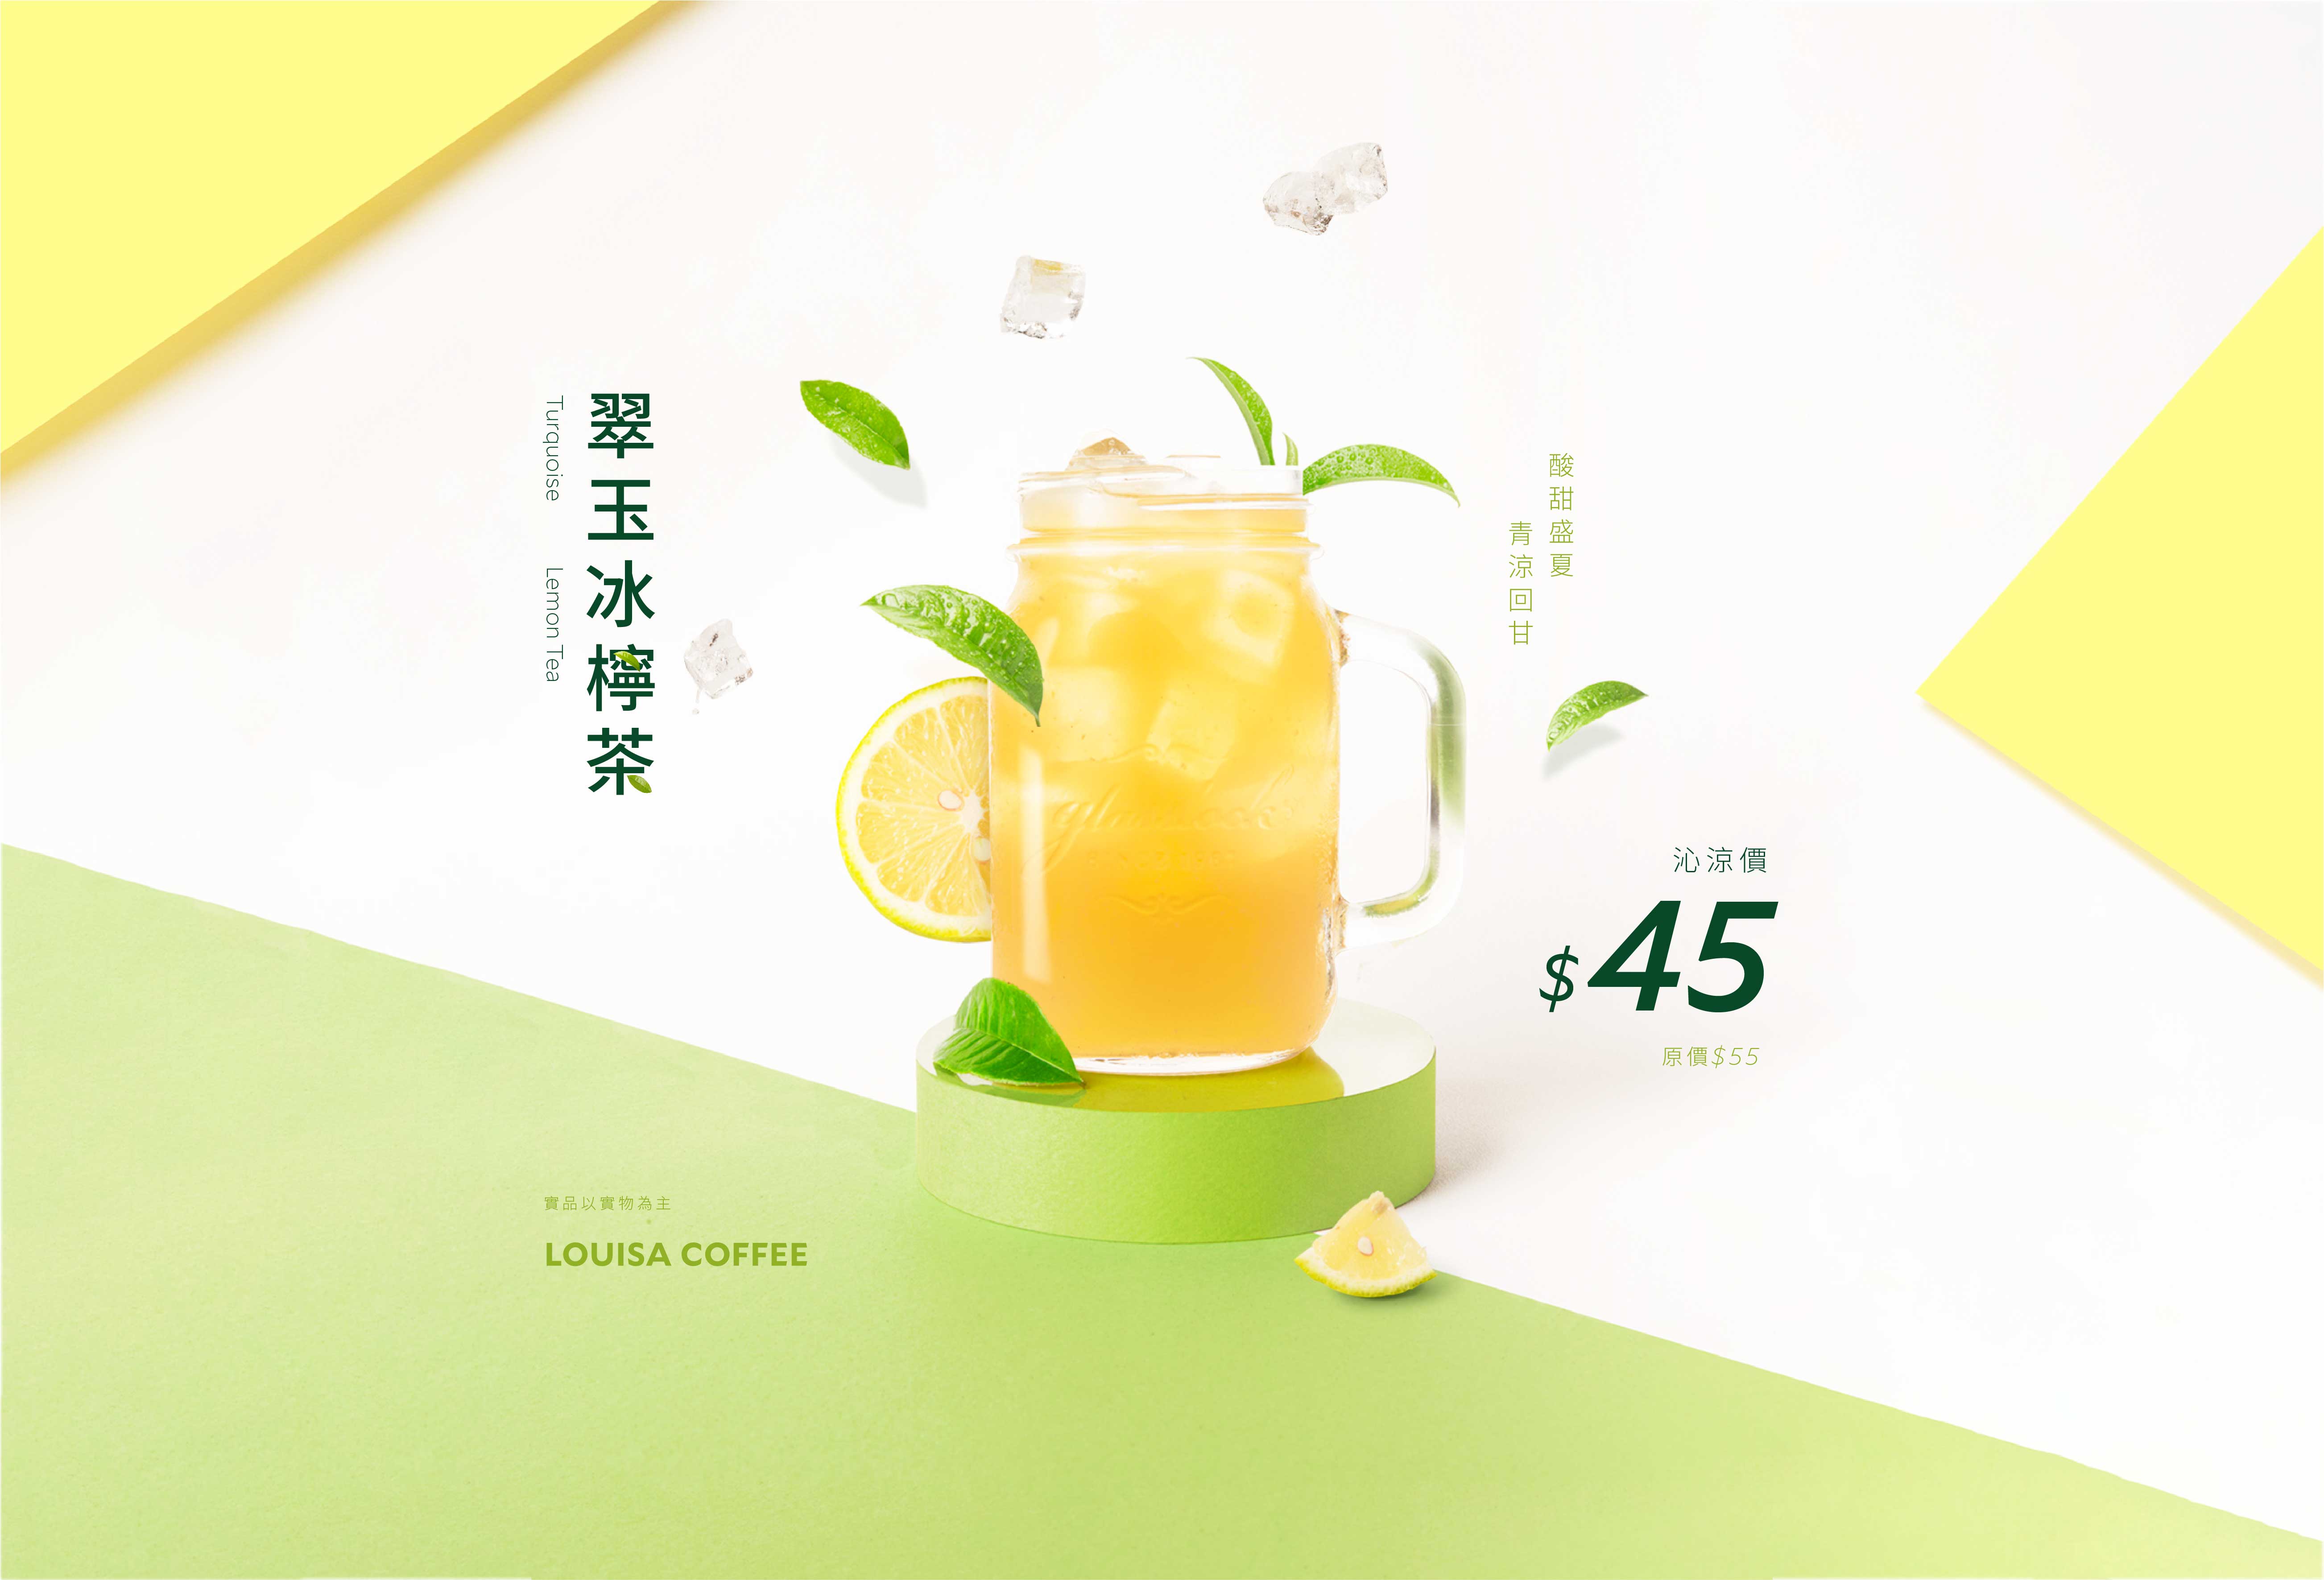 翠玉冰檸茶
Turquoise Lemon Tea
酸甜盛夏
青涼回甘
沁涼價
$45
原價$55
實品以實物為主
LOUISA COFFEE